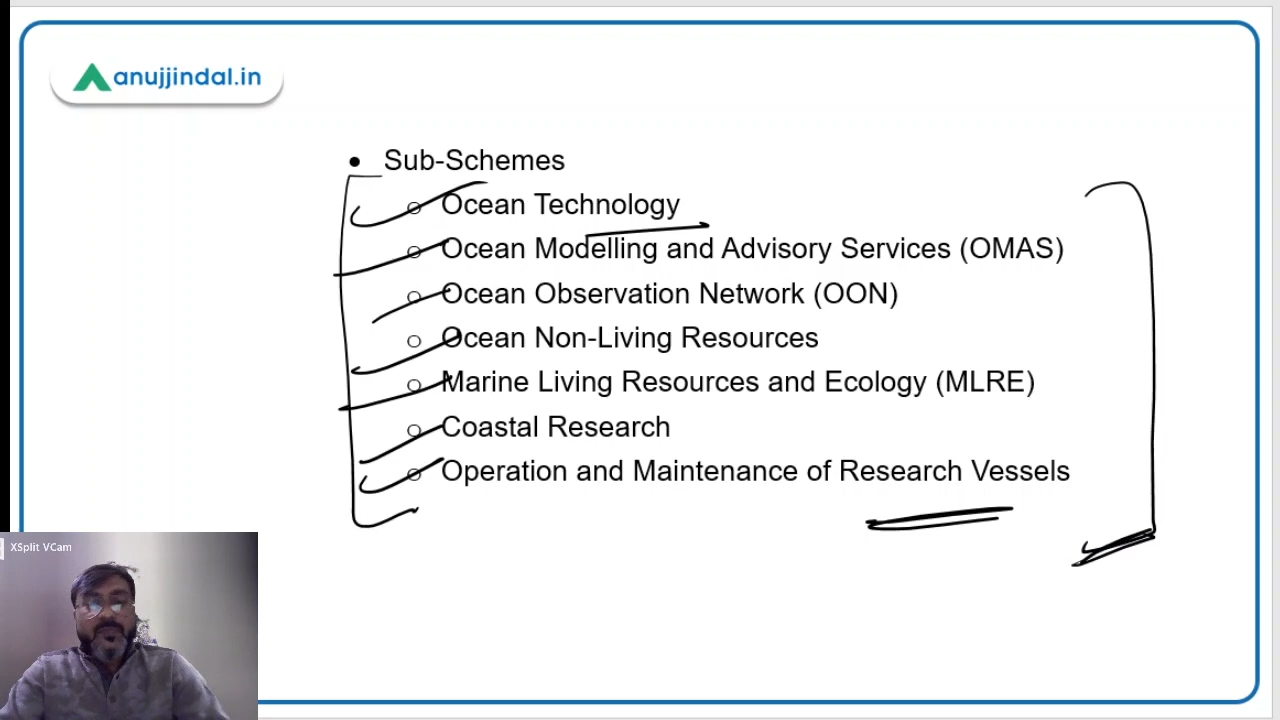 anujjindal.in
• Sub-Schemes
o Ocean Technology
o Ocean Modelling and Advisory Services (OMAS)
o Ocean Observation Network (OON)
o Ocean Non-Living Resources
o Marine Living Resources and Ecology (MLRE)
o Coastal Research
o Operation and Maintenance of Research Vessels
XSplit VCam